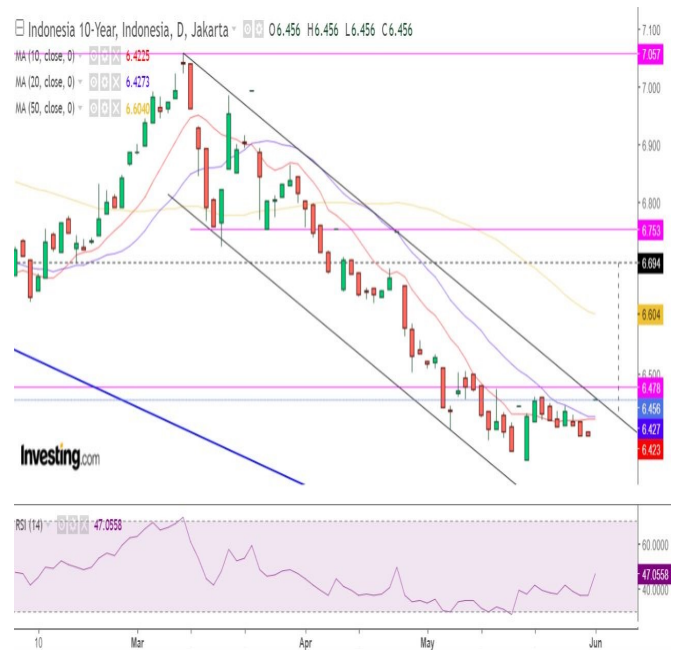 Indonesia 10-Year, Indonesia, D, Jakarta O6.456 H6.456 L6.456 C6.456
MA (10, close, 0) 6.4225
MA (20, close, 0) 6.4273
MA (50, close, 0) 6.6040
7.100
7.057
7.000
6.900
6.800
6.753
6.694
6.604
6.500
6.478
6.456
6.427
6.423
Investing.com
RSI (14) 47.0558
60.0000
47.0558
40.0000
10 Mar Apr May Jun